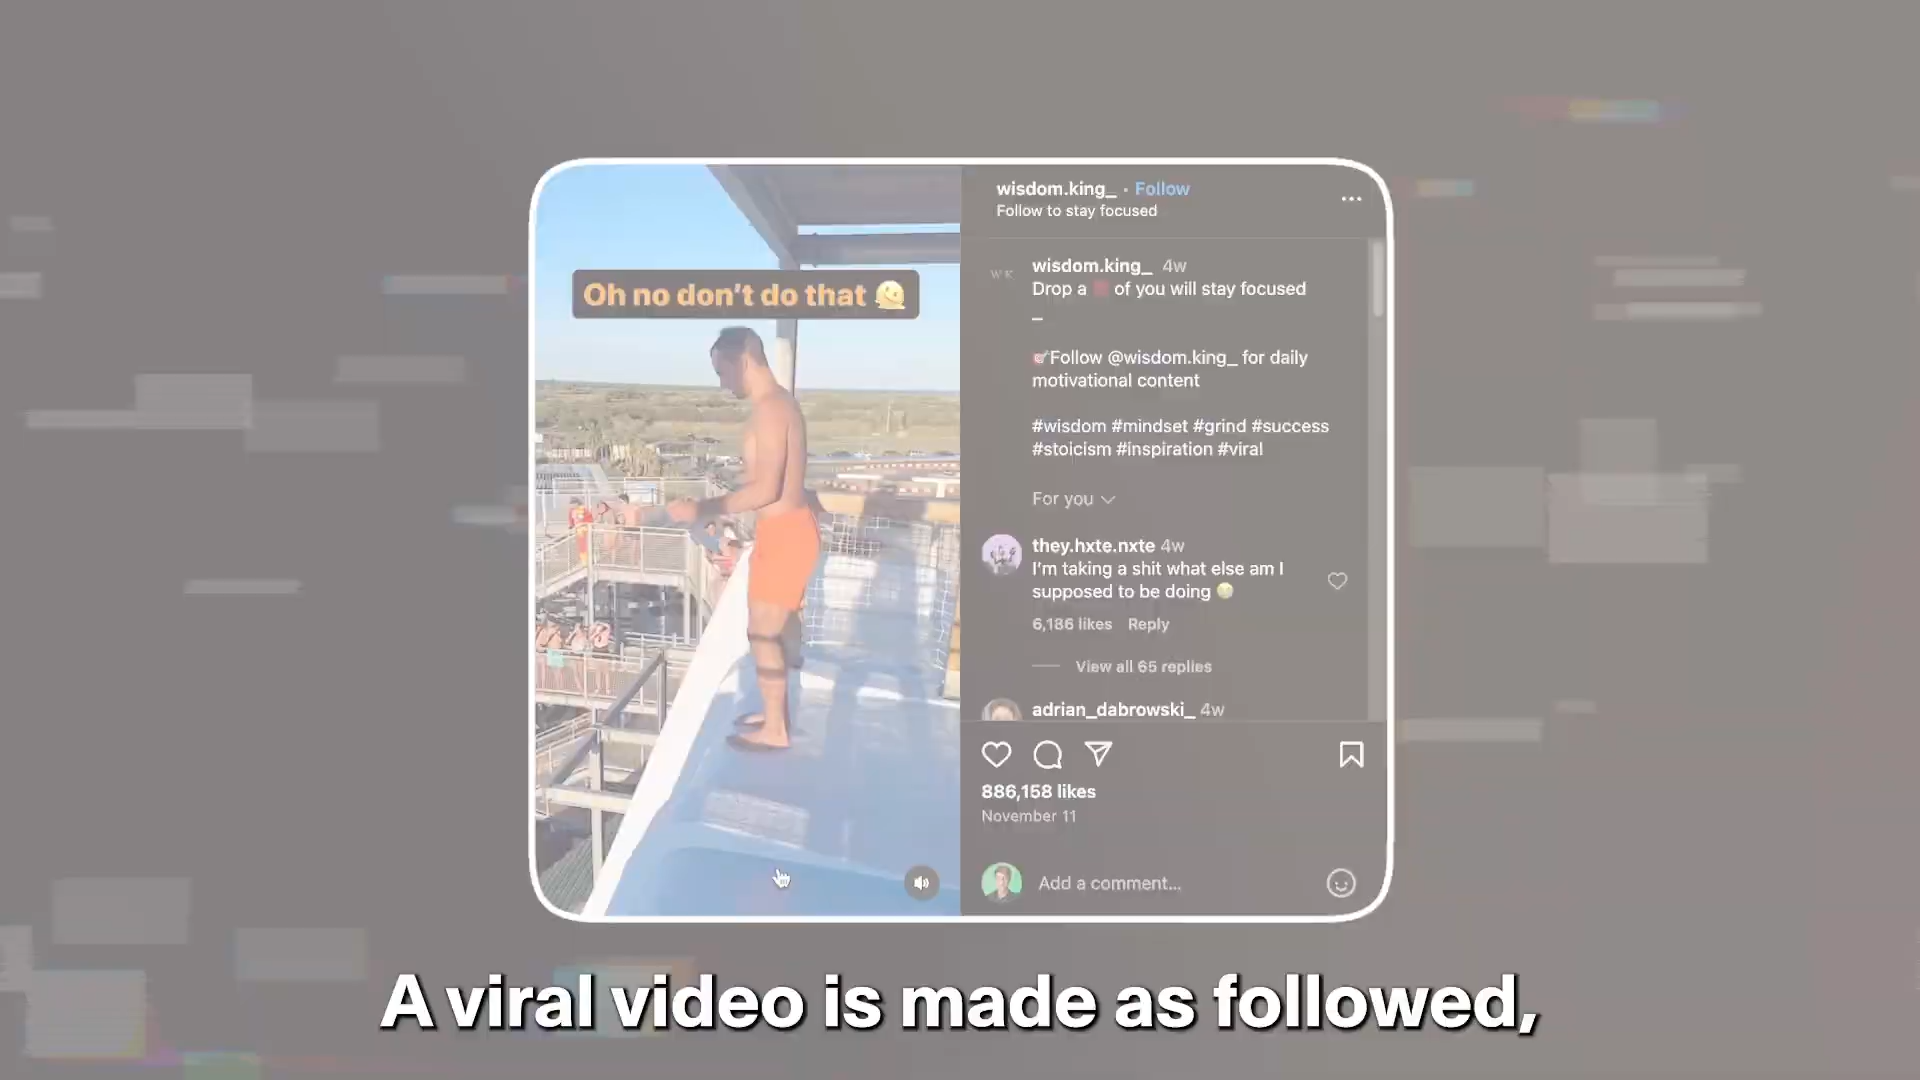 Oh no don't do that 🫠
wisdom.king_ · Follow
Follow to stay focused
W K
wisdom.king_ 4w
Drop a 🟥 of you will stay focused
_
🎯Follow @wisdom.king_ for daily
motivational content
#wisdom #mindset #grind #success
#stoicism #inspiration #viral
For you
they.hxte.nxte 4w
I'm taking a shit what else am I
supposed to be doing
6,186 likes Reply
View all 65 replies
adrian_dabrowski_ 4w
886,158 likes
November 11
Add a comment...
A viral video is made as followed,